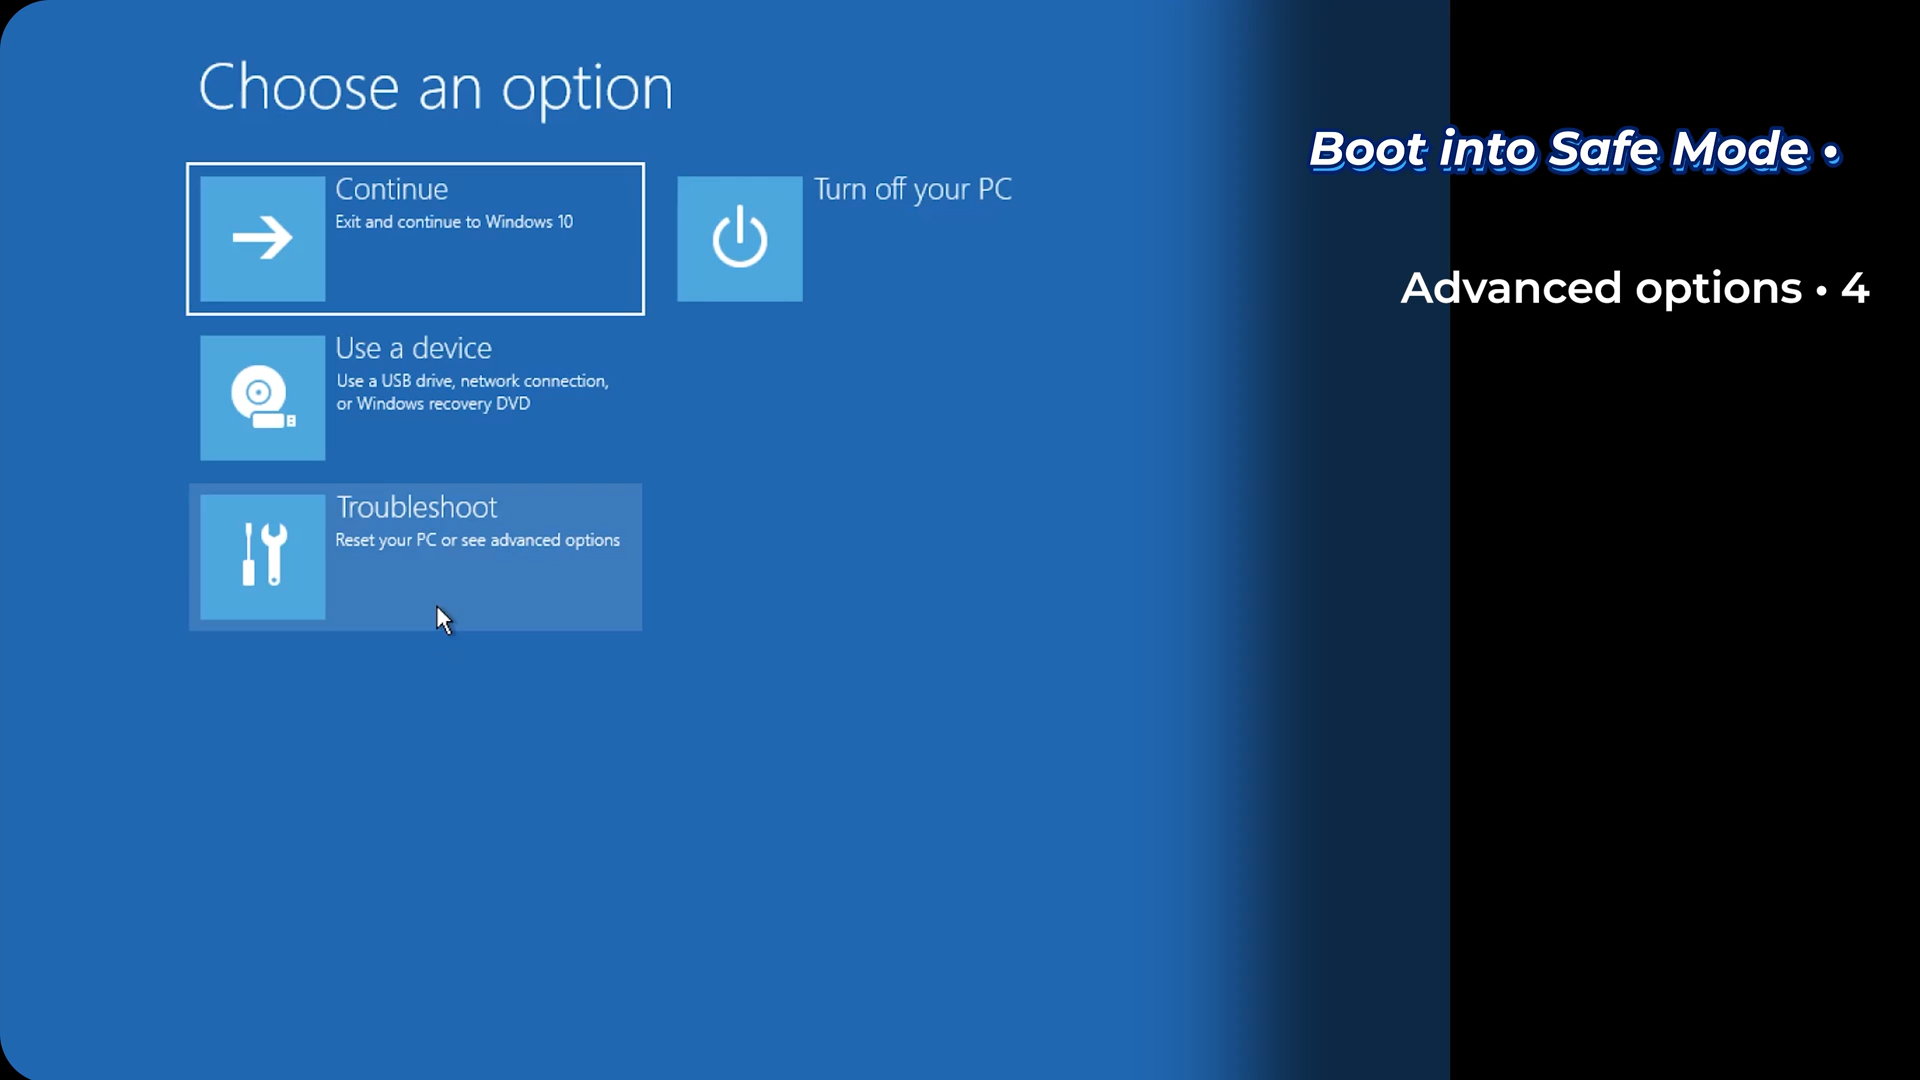 Choose an option
Continue
Exit and continue to Windows 10
Turn off your PC
Use a device
Use a USB drive, network connection,
or Windows recovery DVD
Troubleshoot
Reset your PC or see advanced options
Boot into Safe Mode •
Advanced options • 4